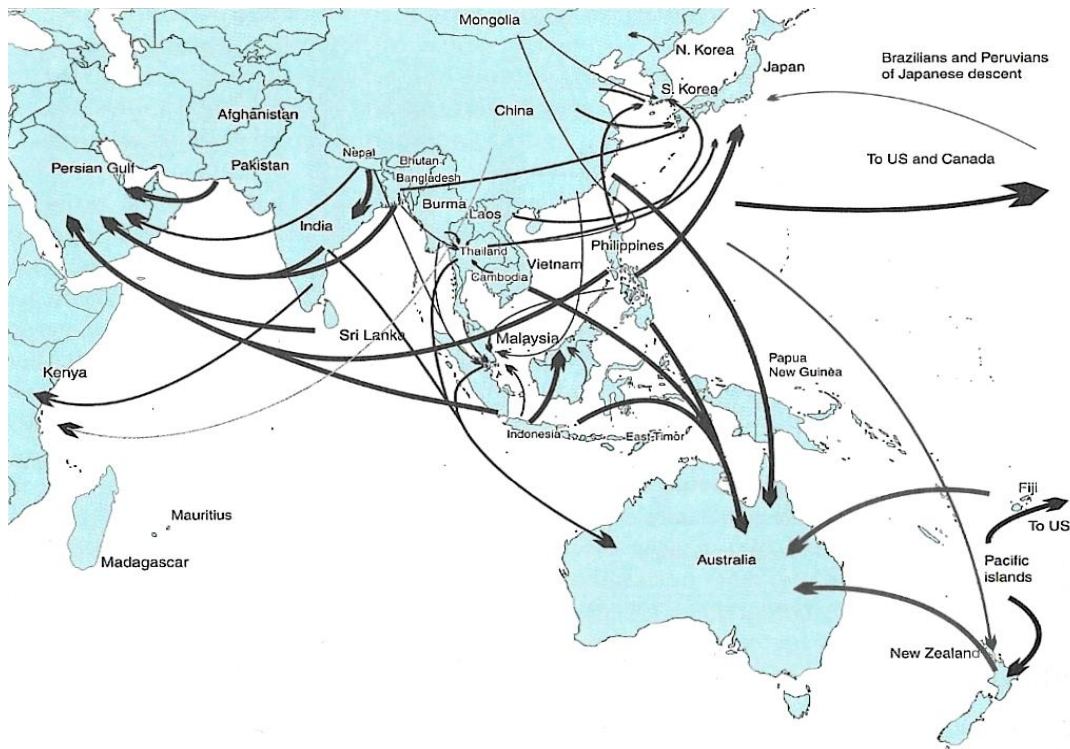 Mongolia
N. Korea
Japan
Brazilians and Peruvians
of Japanese descent
S. Korea
China
Afghanistan
To US and Canada
Nepal
Bhutan
Persian Gulf
Pakistan
Bangladesh
Burma
Laos
India
Philippines
Thailand
Vietnam
Cambodia
Sri Lanka
Malaysia
Papua
New Guinea
Kenya
Indonesia
East Timor
Fiji
Mauritius
To US
Madagascar
Australia
Pacific
islands
New Zealand